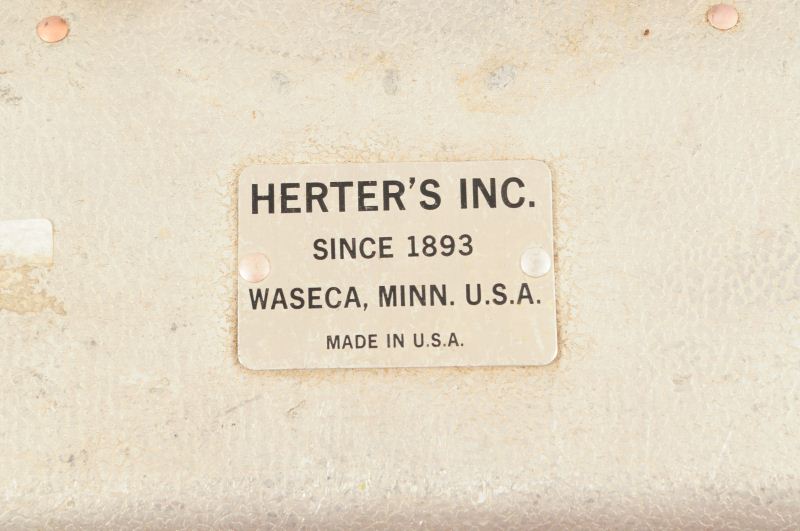 HERTER'S INC.
SINCE 1893
WASECA, MINN. U.S.A.
MADE IN U.S.A.